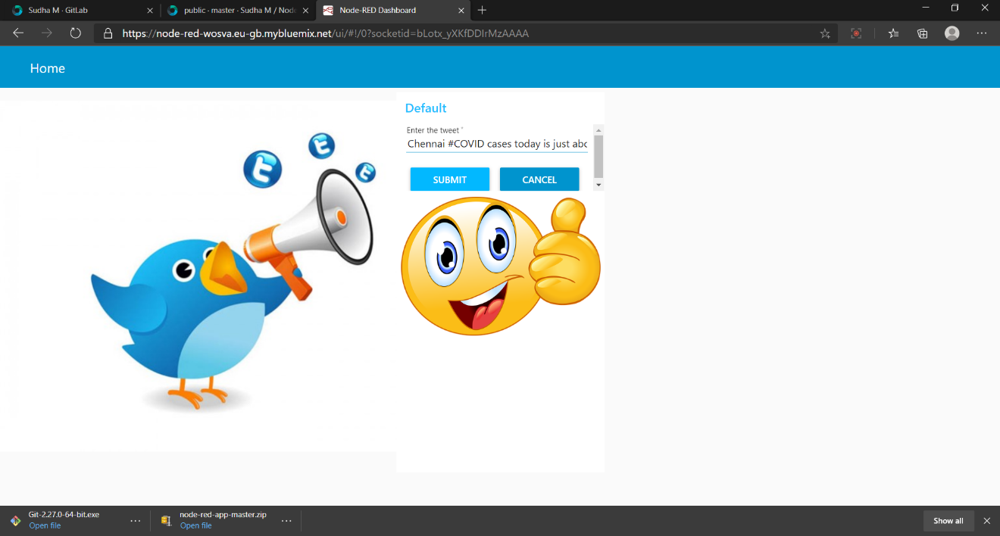 Sudha M · GitLab
public · master · Sudha M / Node
Node-RED Dashboard
https://node-red-wosva.eu-gb.mybluemix.net/ui/#!/0?socketid=bLotx_yXKfDDIrMzAAAA
Home
Default
Enter the tweet *
Chennai #COVID cases today is just abo
SUBMIT CANCEL
Git-2.27.0-64-bit.exe
Open file
node-red-app-master.zip
Open file
Show all